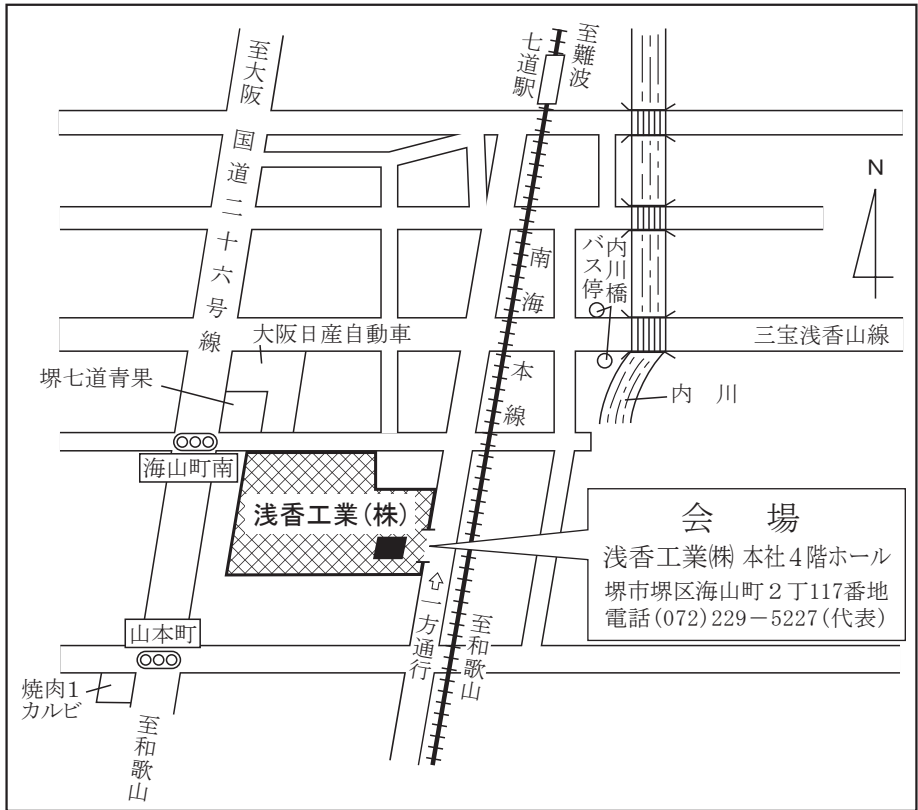 至難波
七道駅
至大阪
国道二十六号線
N
南海本線
内川橋
バス停
大阪日産自動車
三宝浅香山線
堺七道青果
内 川
海山町南
浅香工業(株)
会 場
浅香工業㈱ 本社4階ホール
堺市堺区海山町2丁117番地
電話(072)229-5227(代表)
⇧一方通行
至和歌山
山本町
焼肉1
カルビ
至和歌山